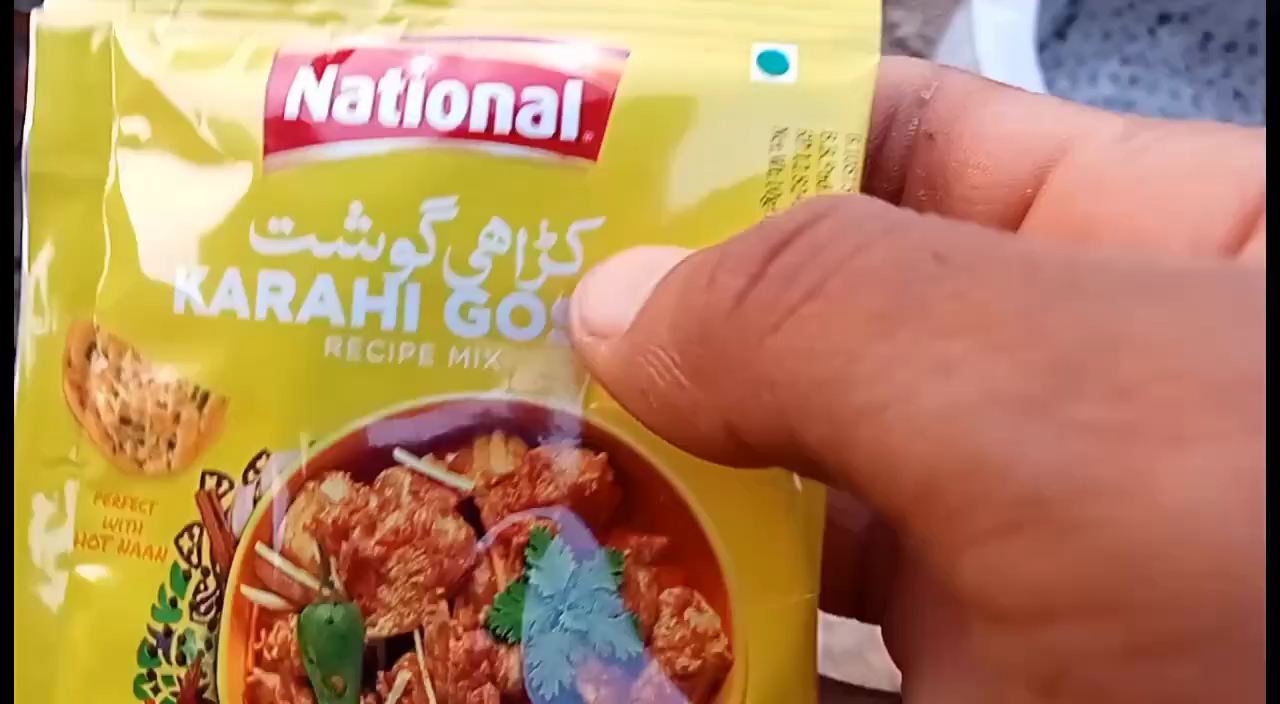 National
کڑاھی گوشت
KARAHI GOS
RECIPE MIX
PERFECT
WITH
HOT NAAN